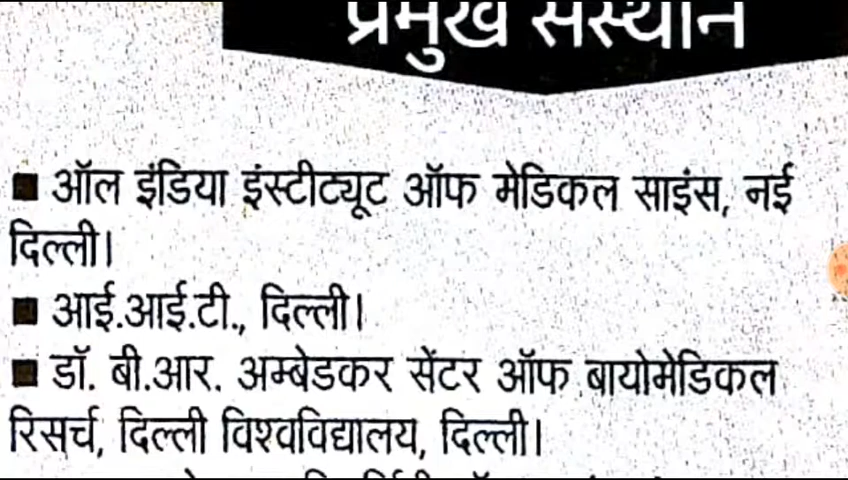 प्रमुख संस्थान
■ ऑल इंडिया इंस्टीट्यूट ऑफ मेडिकल साइंस, नई
दिल्ली।
■ आई.आई.टी., दिल्ली।
■ डॉ. बी.आर. अम्बेडकर सेंटर ऑफ बायोमेडिकल
रिसर्च, दिल्ली विश्वविद्यालय, दिल्ली।